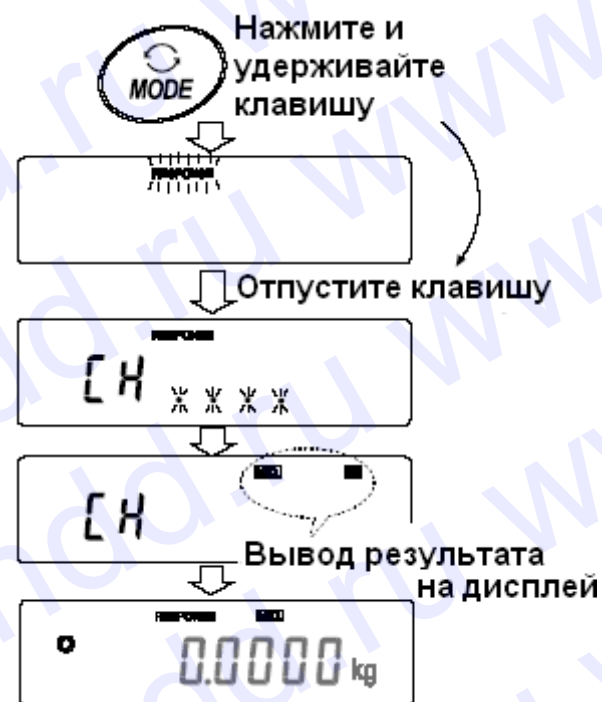 Нажмите и
удерживайте
клавишу
MODE
RESPONSE
Отпустите клавишу
RESPONSE
CH
CH
Вывод результата
на дисплей
RESPONSE
0.0000 kg